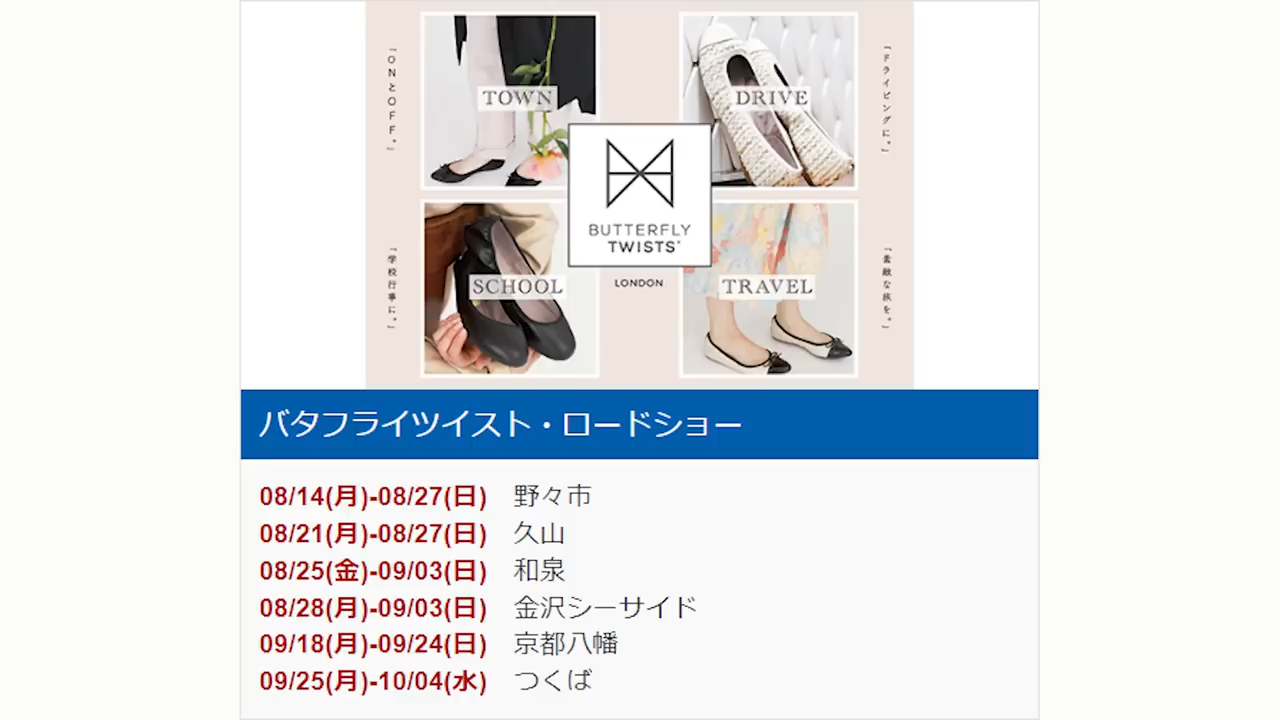 「ONとOFF。」
TOWN
DRIVE
「ドライビングに。」
BUTTERFLY
TWISTS
LONDON
「学校行事に。」
SCHOOL
TRAVEL
「素敵な旅を。」
バタフライツイスト・ロードショー
08/14(月)-08/27(日) 野々市
08/21(月)-08/27(日) 久山
08/25(金)-09/03(日) 和泉
08/28(月)-09/03(日) 金沢シーサイド
09/18(月)-09/24(日) 京都八幡
09/25(月)-10/04(水) つくば